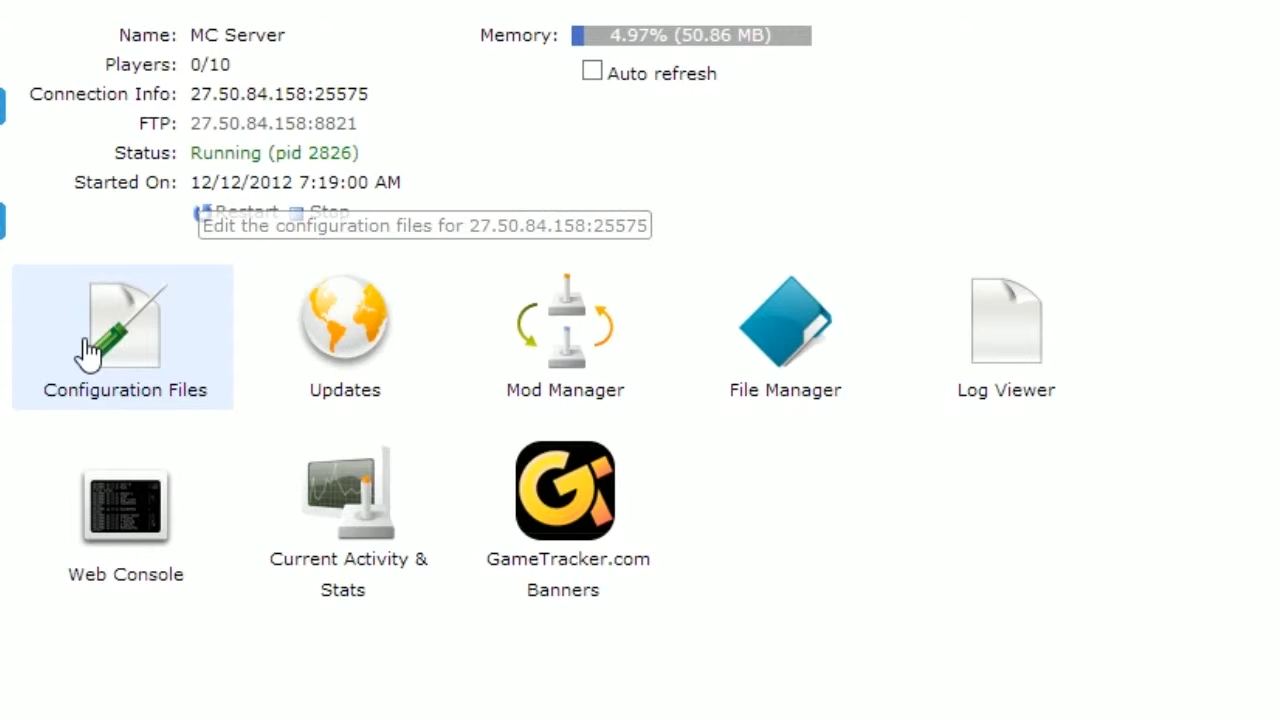 Name: MC Server
Memory: 4.97% (50.86 MB)
Players: 0/10
Auto refresh
Connection Info: 27.50.84.158:25575
FTP: 27.50.84.158:8821
Status: Running (pid 2826)
Started On: 12/12/2012 7:19:00 AM
Restart Stop
Edit the configuration files for 27.50.84.158:25575
Configuration Files
Updates
Mod Manager
File Manager
Log Viewer
Web Console
Current Activity &
Stats
GameTracker.com
Banners